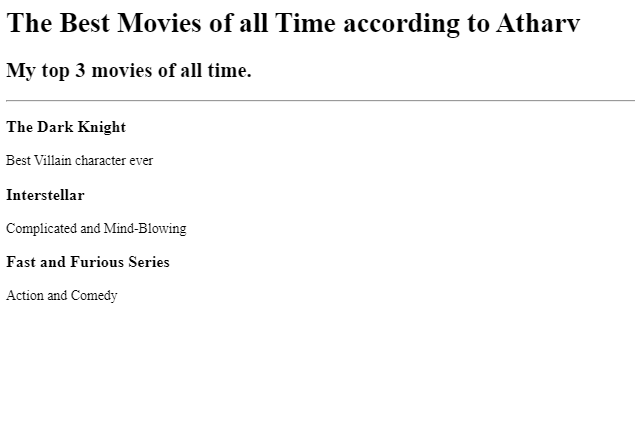 The Best Movies of all Time according to Atharv
My top 3 movies of all time.
The Dark Knight
Best Villain character ever
Interstellar
Complicated and Mind-Blowing
Fast and Furious Series
Action and Comedy